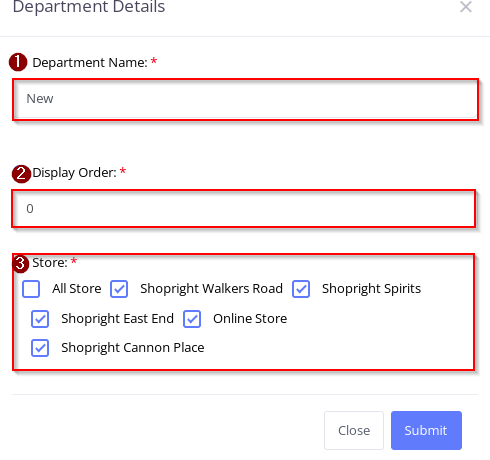 Department Details
1 Department Name: *
New
2 Display Order: *
0
3 Store: *
All Store Shopright Walkers Road Shopright Spirits
Shopright East End Online Store
Shopright Cannon Place
Close Submit